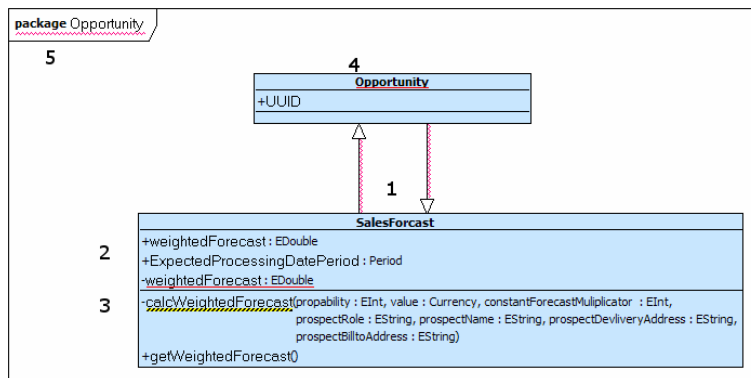 package Opportunity
5
4
Opportunity
+UUID
1
SalesForcast
2
+weightedForecast : EDouble
+ExpectedProcessingDatePeriod : Period
-weightedForecast : EDouble
3
-calcWeightedForecast(propability : EInt, value : Currency, constantForecastMuliplicator : EInt,
prospectRole : EString, prospectName : EString, prospectDevliveryAddress : EString,
prospectBilltoAddress : EString)
+getWeightedForecast()